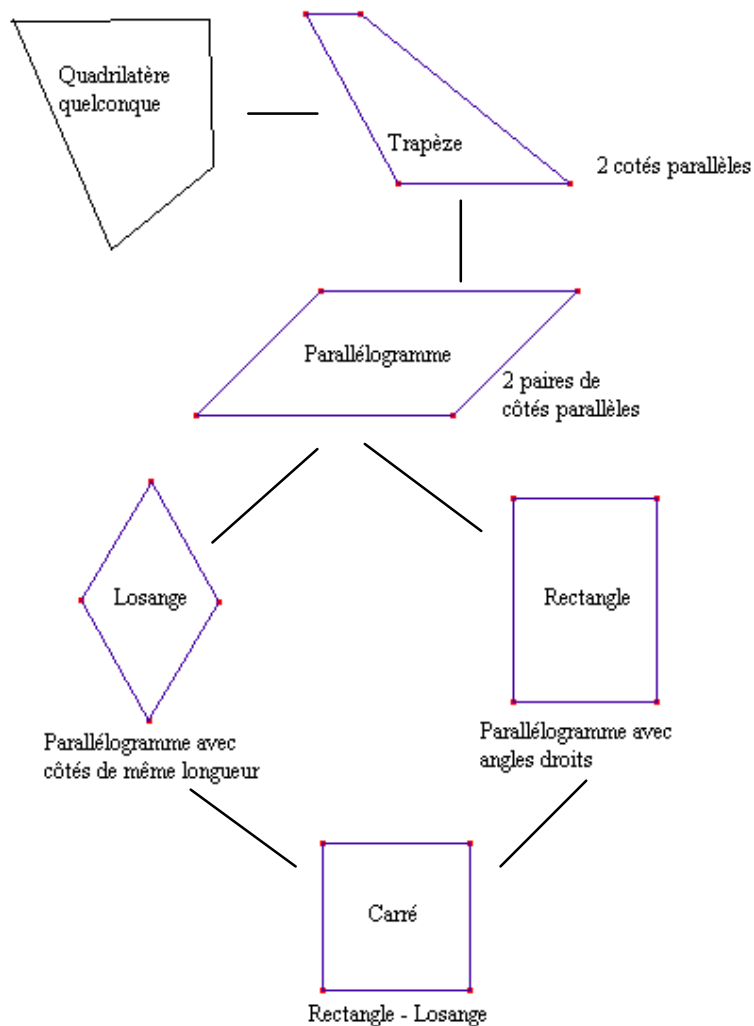 Quadrilatère
quelconque
Trapèze
2 cotés parallèles
Parallélogramme
2 paires de
côtés parallèles
Losange
Rectangle
Parallélogramme avec
côtés de même longueur
Parallélogramme avec
angles droits
Carré
Rectangle - Losange